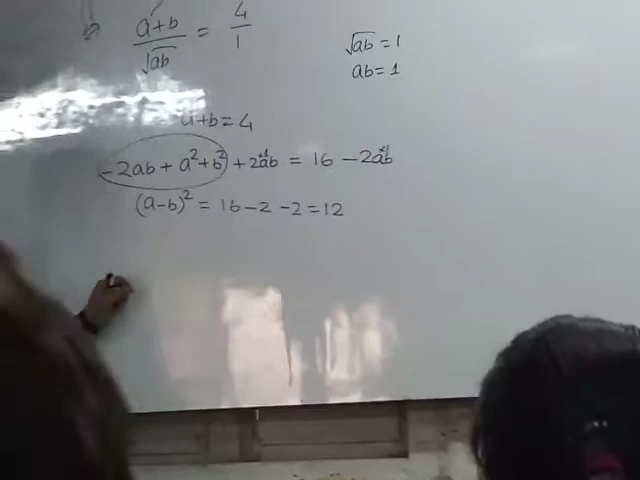 a+b / √ab = 4 / 1
√ab = 1
ab = 1
a+b = 4
-2ab + a² + b² + 2ab = 16 - 2ab
(a-b)² = 16 - 2 - 2 = 12